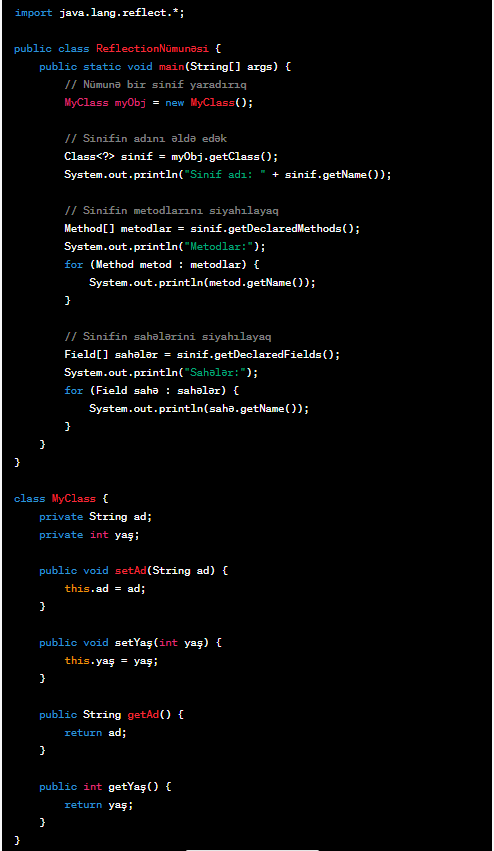 import java.lang.reflect.*;

public class ReflectionNümunəsi {
    public static void main(String[] args) {
        // Nümunə bir sinif yaradırıq
        MyClass myObj = new MyClass();

        // Sinifin adını əldə edək
        Class<?> sinif = myObj.getClass();
        System.out.println("Sinif adı: " + sinif.getName());

        // Sinifin metodlarını siyahılayaq
        Method[] metodlar = sinif.getDeclaredMethods();
        System.out.println("Metodlar:");
        for (Method metod : metodlar) {
            System.out.println(metod.getName());
        }

        // Sinifin sahələrini siyahılayaq
        Field[] sahələr = sinif.getDeclaredFields();
        System.out.println("Sahələr:");
        for (Field sahə : sahələr) {
            System.out.println(sahə.getName());
        }
    }
}

class MyClass {
    private String ad;
    private int yaş;

    public void setAd(String ad) {
        this.ad = ad;
    }

    public void setYaş(int yaş) {
        this.yaş = yaş;
    }

    public String getAd() {
        return ad;
    }

    public int getYaş() {
        return yaş;
    }
}